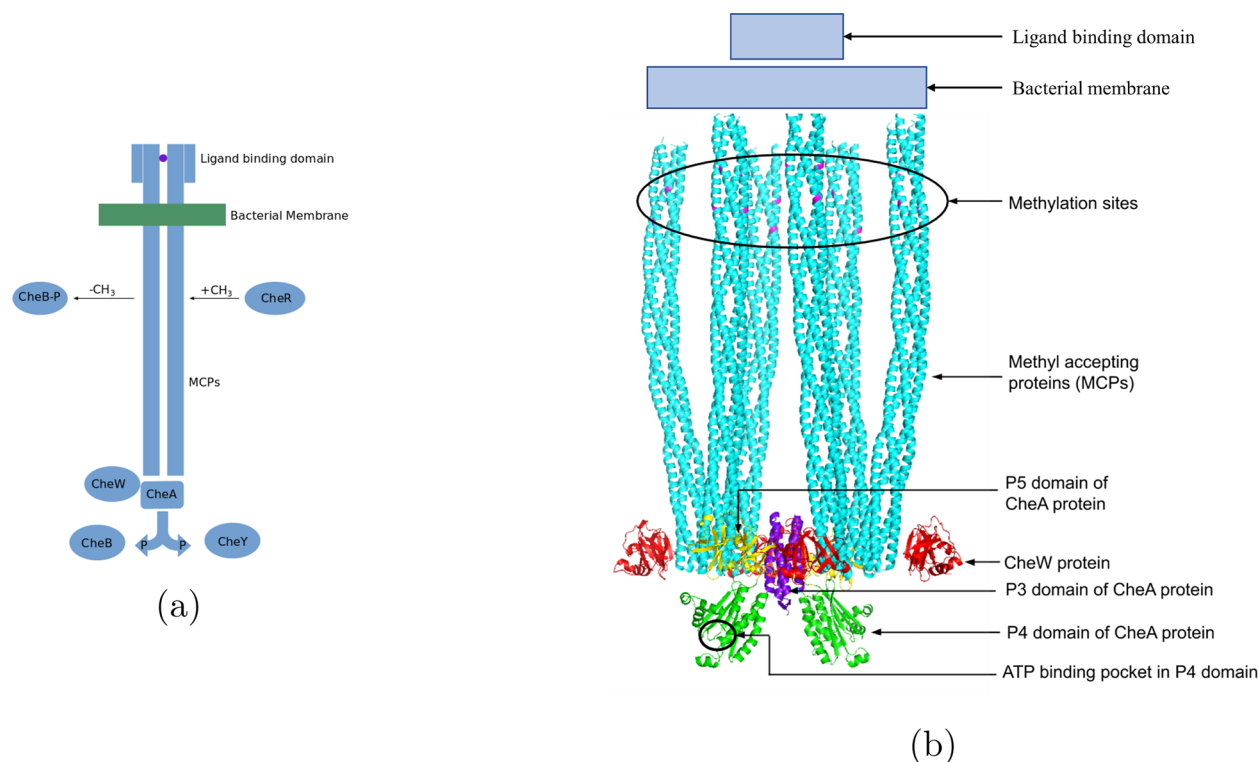 Ligand binding domain
Bacterial Membrane
CheB-P
-CH3
+CH3
CheR
MCPs
CheW
CheA
CheB
P
P
CheY
(a)
Ligand binding domain
Bacterial membrane
Methylation sites
Methyl accepting
proteins (MCPs)
P5 domain of
CheA protein
CheW protein
P3 domain of CheA protein
P4 domain of CheA protein
ATP binding pocket in P4 domain
(b)